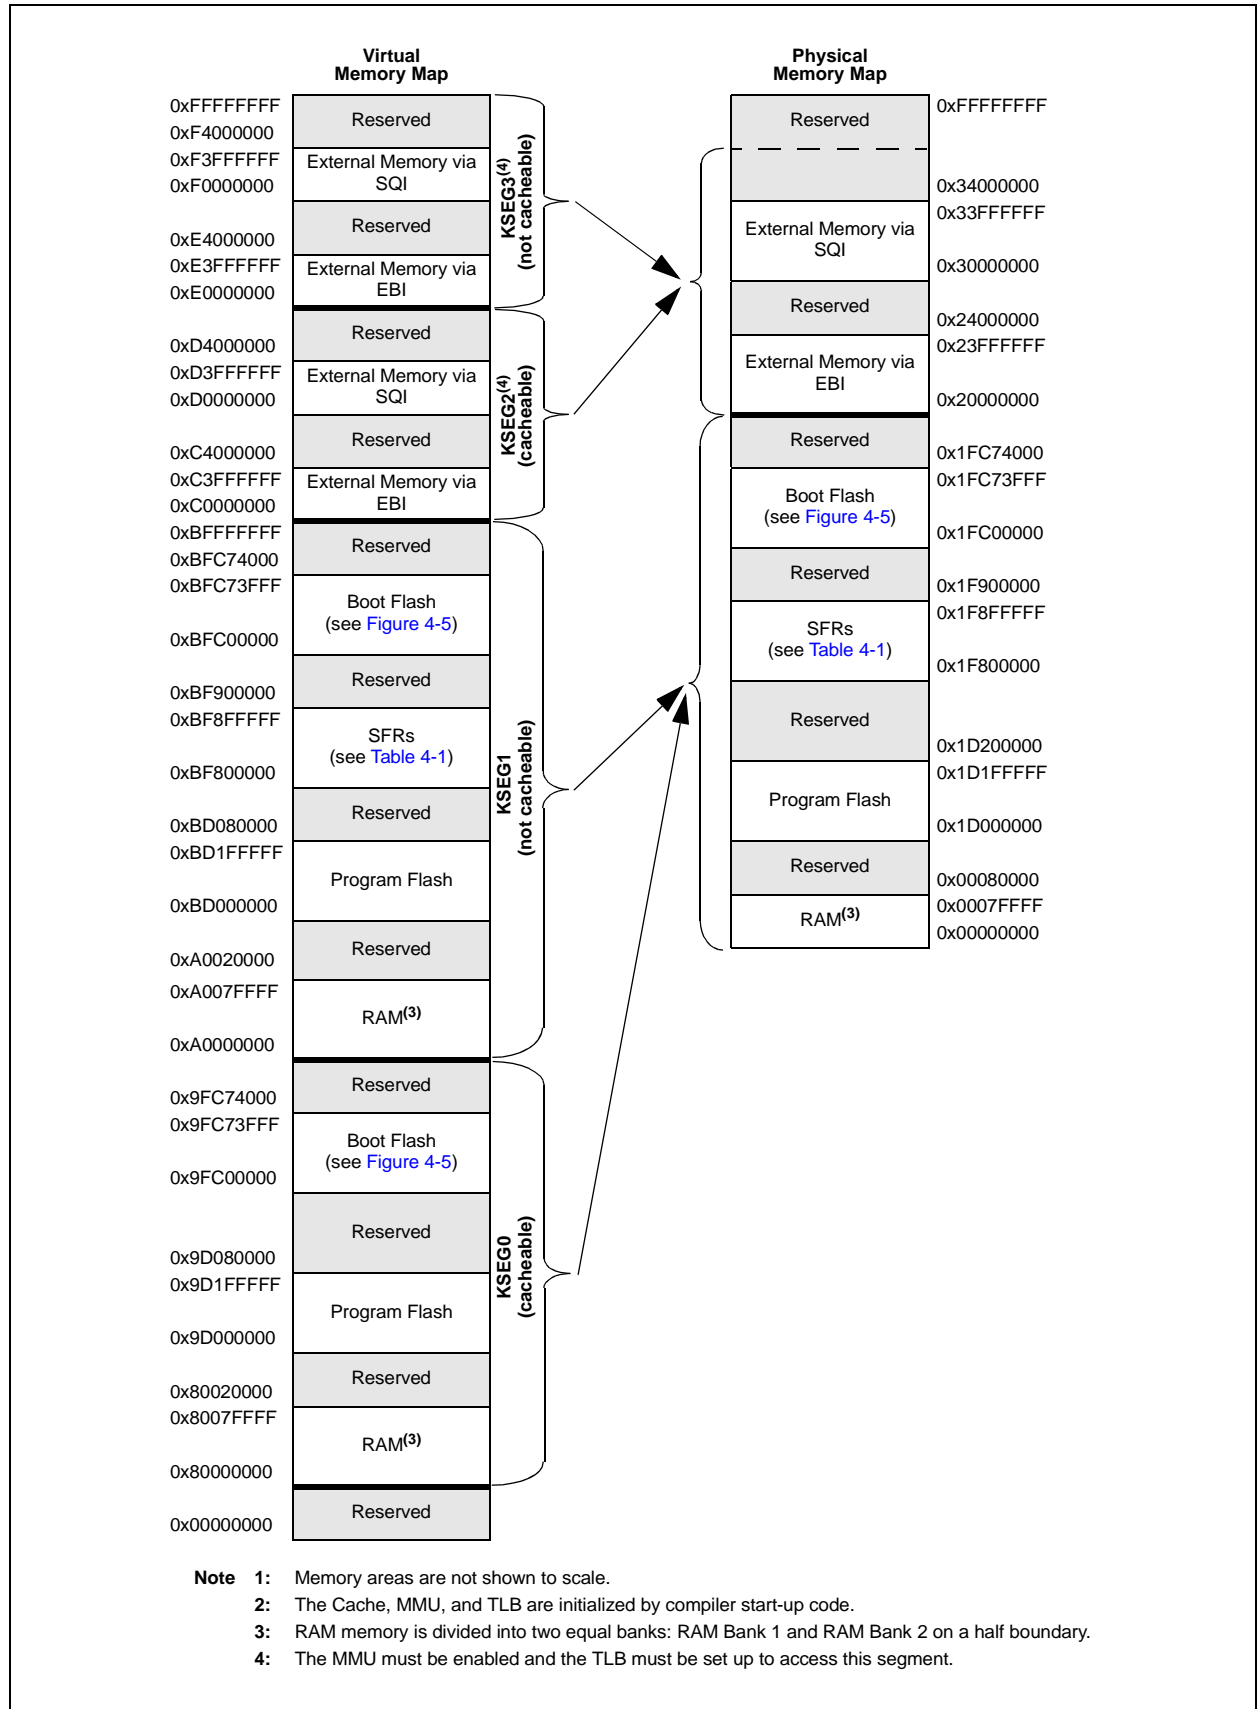 Virtual
Memory Map
0xFFFFFFFF
Reserved
0xF4000000
0xF3FFFFFF
External Memory via
SQI
0xF0000000
Reserved
0xE4000000
0xE3FFFFFF
External Memory via
EBI
0xE0000000
KSEG3(4)
(not cacheable)
Reserved
0xD4000000
0xD3FFFFFF
External Memory via
SQI
0xD0000000
Reserved
0xC4000000
0xC3FFFFFF
External Memory via
EBI
0xC0000000
KSEG2(4)
(cacheable)
0xBFFFFFFF
Reserved
0xBFC74000
0xBFC73FFF
Boot Flash
(see Figure 4-5)
0xBFC00000
Reserved
0xBF900000
0xBF8FFFFF
SFRs
(see Table 4-1)
0xBF800000
Reserved
0xBD080000
0xBD1FFFFF
Program Flash
0xBD000000
Reserved
0xA0020000
0xA007FFFF
RAM(3)
0xA0000000
KSEG1
(not cacheable)
Reserved
0x9FC74000
0x9FC73FFF
Boot Flash
(see Figure 4-5)
0x9FC00000
Reserved
0x9D080000
0x9D1FFFFF
Program Flash
0x9D000000
Reserved
0x80020000
0x8007FFFF
RAM(3)
0x80000000
KSEG0
(cacheable)
Reserved
0x00000000
Physical
Memory Map
0xFFFFFFFF
Reserved
0x34000000
0x33FFFFFF
External Memory via
SQI
0x30000000
Reserved
0x24000000
0x23FFFFFF
External Memory via
EBI
0x20000000
Reserved
0x1FC74000
0x1FC73FFF
Boot Flash
(see Figure 4-5)
0x1FC00000
Reserved
0x1F900000
0x1F8FFFFF
SFRs
(see Table 4-1)
0x1F800000
Reserved
0x1D200000
0x1D1FFFFF
Program Flash
0x1D000000
Reserved
0x00080000
0x0007FFFF
RAM(3)
0x00000000
Note 1: Memory areas are not shown to scale.
2: The Cache, MMU, and TLB are initialized by compiler start-up code.
3: RAM memory is divided into two equal banks: RAM Bank 1 and RAM Bank 2 on a half boundary.
4: The MMU must be enabled and the TLB must be set up to access this segment.